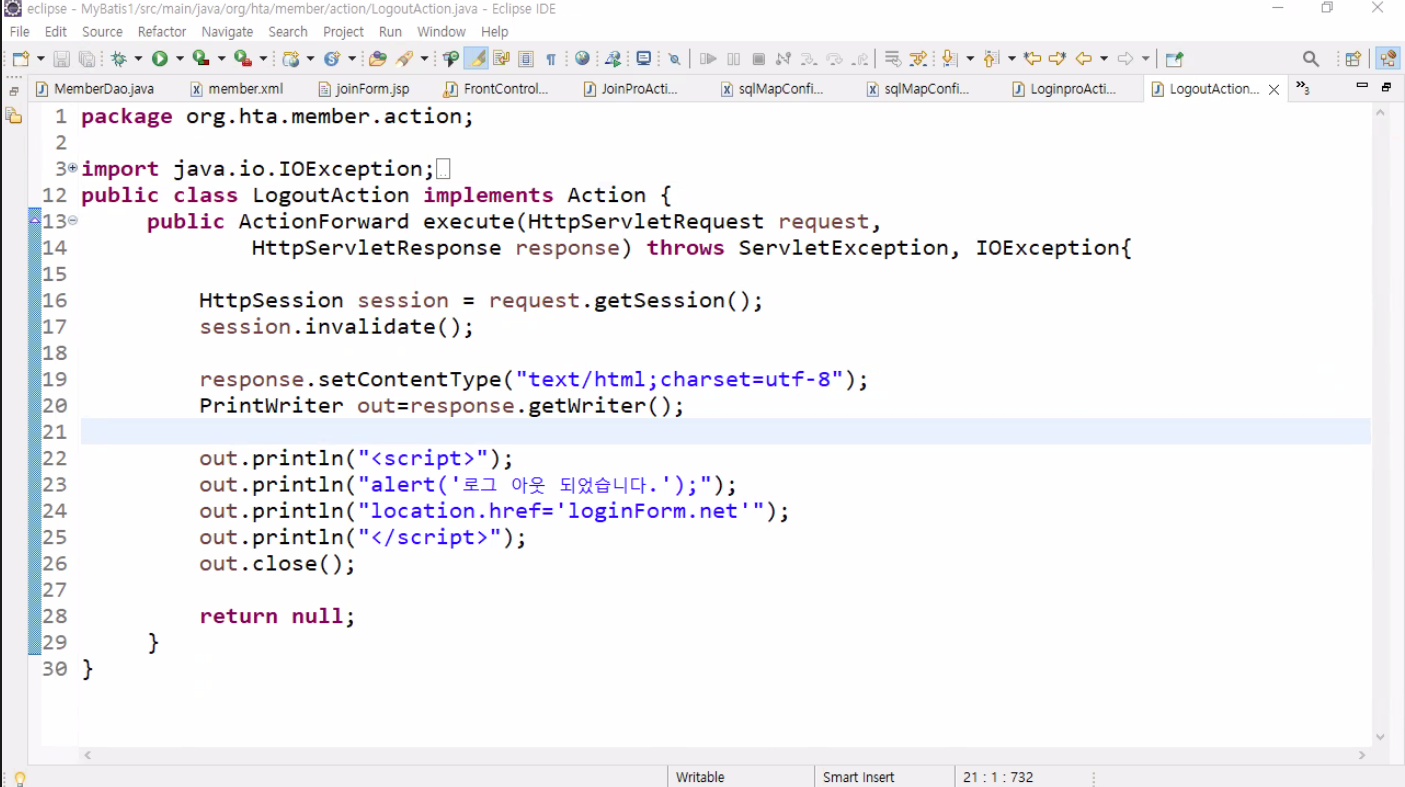 eclipse - MyBatis1/src/main/java/org/hta/member/action/LogoutAction.java - Eclipse IDE
File Edit Source Refactor Navigate Search Project Run Window Help
MemberDao.java member.xml joinForm.jsp FrontControl... JoinProActi... sqlMapConfi... sqlMapConfi... LoginproActi... LogoutAction... »3
1 package org.hta.member.action;
2
3 import java.io.IOException;
12 public class LogoutAction implements Action {
13 public ActionForward execute(HttpServletRequest request,
14 HttpServletResponse response) throws ServletException, IOException{
15
16 HttpSession session = request.getSession();
17 session.invalidate();
18
19 response.setContentType("text/html;charset=utf-8");
20 PrintWriter out=response.getWriter();
21
22 out.println("<script>");
23 out.println("alert('로그 아웃 되었습니다.');");
24 out.println("location.href='loginForm.net'");
25 out.println("</script>");
26 out.close();
27
28 return null;
29 }
30 }
Writable Smart Insert 21 : 1 : 732